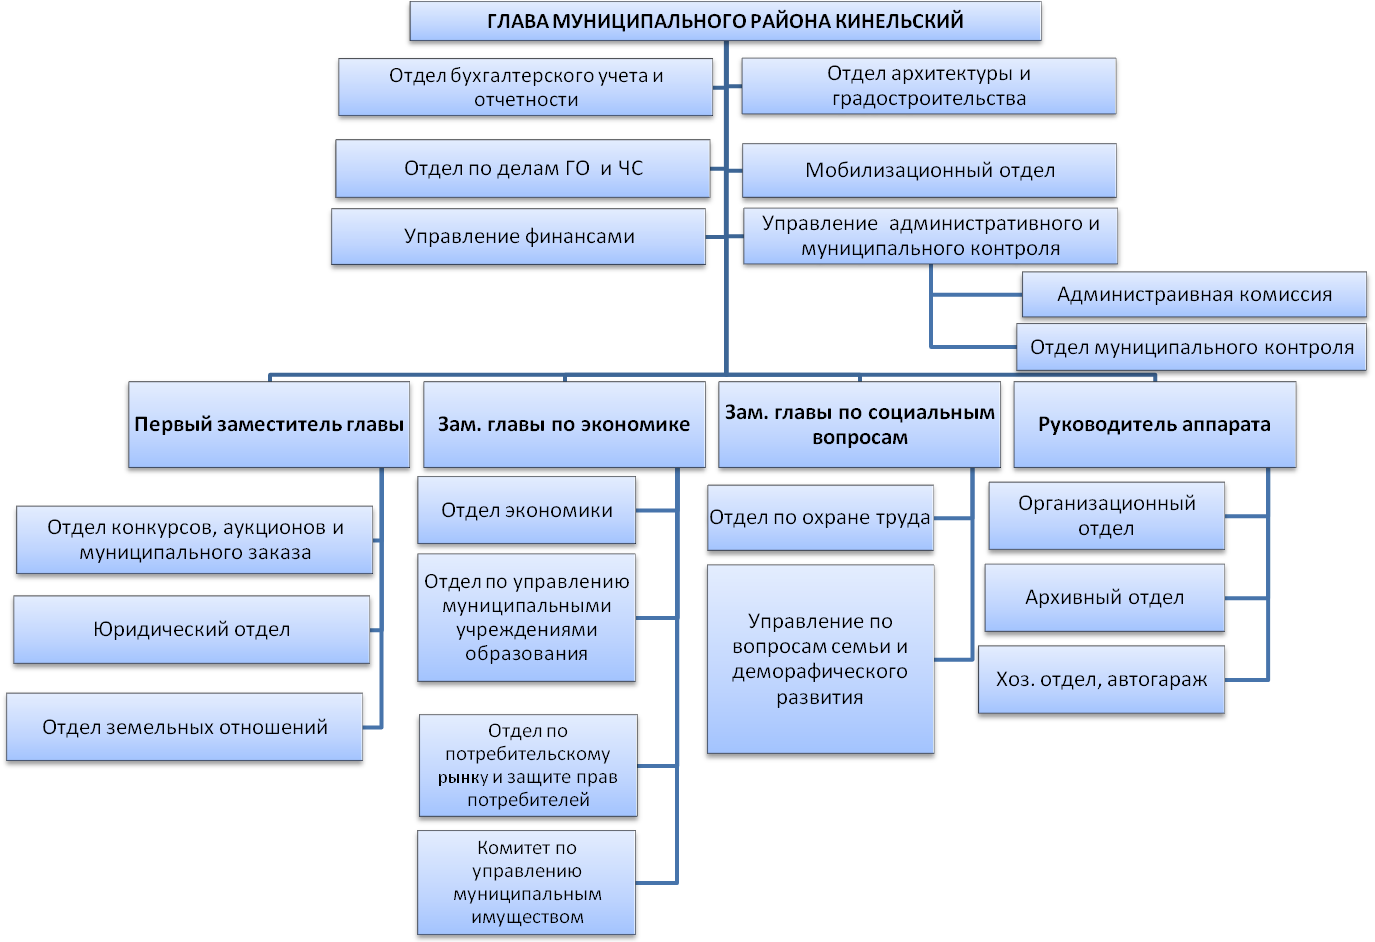 ГЛАВА МУНИЦИПАЛЬНОГО РАЙОНА КИНЕЛЬСКИЙ
Отдел бухгалтерского учета и
отчетности
Отдел архитектуры и
градостроительства
Отдел по делам ГО и ЧС
Мобилизационный отдел
Управление финансами
Управление административного и
муниципального контроля
Администраивная комиссия
Отдел муниципального контроля
Первый заместитель главы
Зам. главы по экономике
Зам. главы по социальным
вопросам
Руководитель аппарата
Отдел конкурсов, аукционов и
муниципального заказа
Юридический отдел
Отдел земельных отношений
Отдел экономики
Отдел по управлению
муниципальными
учреждениями
образования
Отдел по
потребительскому
рынку и защите прав
потребителей
Комитет по
управлению
муниципальным
имуществом
Отдел по охране труда
Управление по
вопросам семьи и
деморафического
развития
Организационный
отдел
Архивный отдел
Хоз. отдел, автогараж